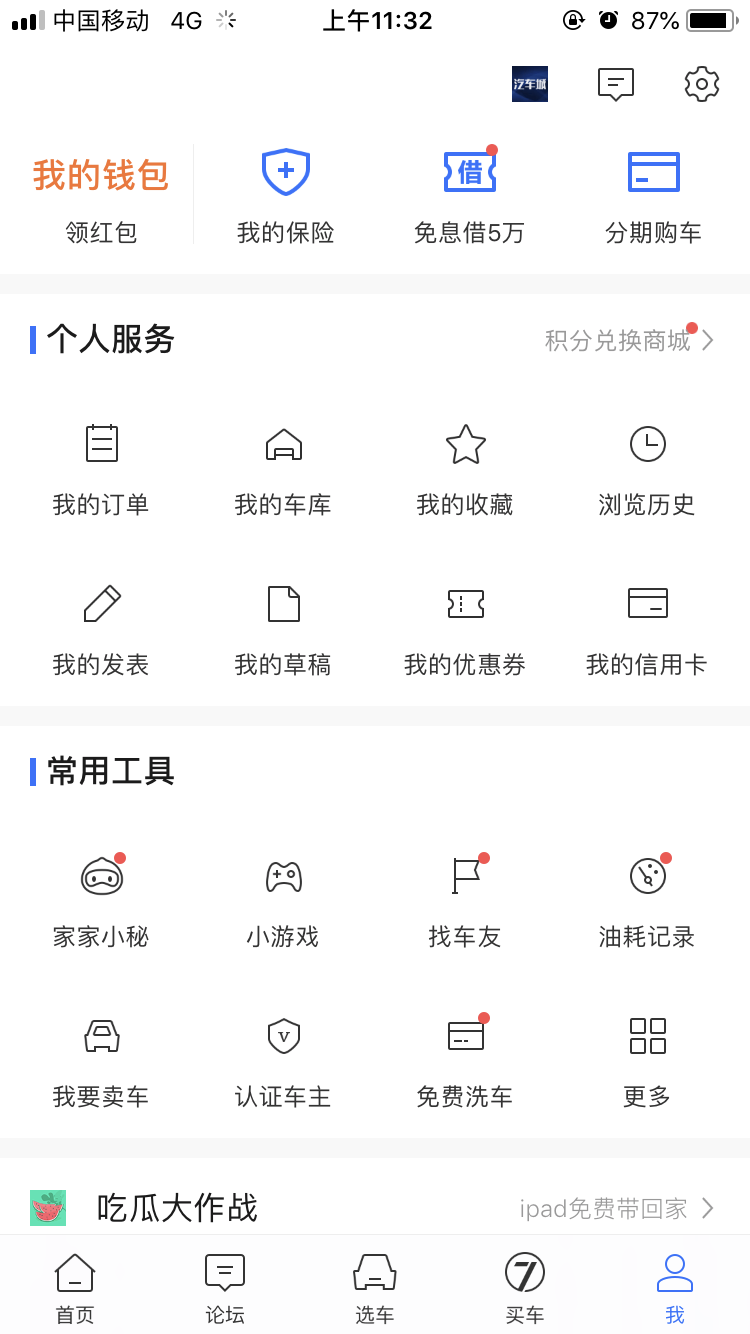 中国移动 4G 上午11:32 87%
汽车城
我的钱包
借
领红包 我的保险 免息借5万 分期购车
个人服务 积分兑换商城
我的订单 我的车库 我的收藏 浏览历史
我的发表 我的草稿 我的优惠券 我的信用卡
常用工具
家家小秘 小游戏 找车友 油耗记录
V
我要卖车 认证车主 免费洗车 更多
吃瓜大作战 ipad免费带回家
7
首页 论坛 选车 买车 我